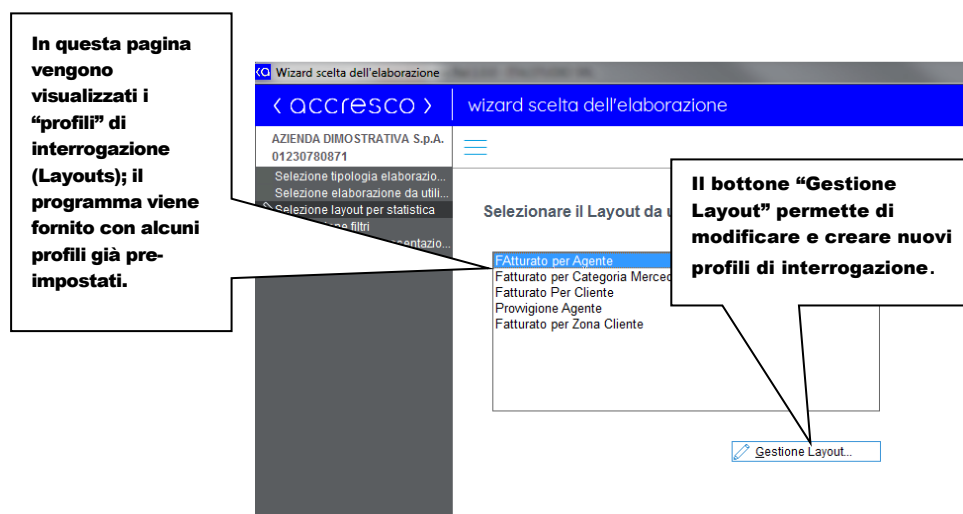 In questa pagina
vengono
visualizzati i
“profili” di
interrogazione
(Layouts); il
programma viene
fornito con alcuni
profili già pre-
impostati.
Wizard scelta dell'elaborazione
‹ accresco ›
wizard scelta dell'elaborazione
AZIENDA DIMOSTRATIVA S.p.A.
01230780871
Selezione tipologia elaborazio...
Selezione elaborazione da utili...
Selezione layout per statistica
filtri
Selezionare il Layout da
FAtturato per Agente
Fatturato per Categoria
Fatturato Per Cliente
Provvigione Agente
Fatturato per Zona Cliente
Il bottone “Gestione
Layout” permette di
modificare e creare nuovi
profili di interrogazione.
Gestione Layout...